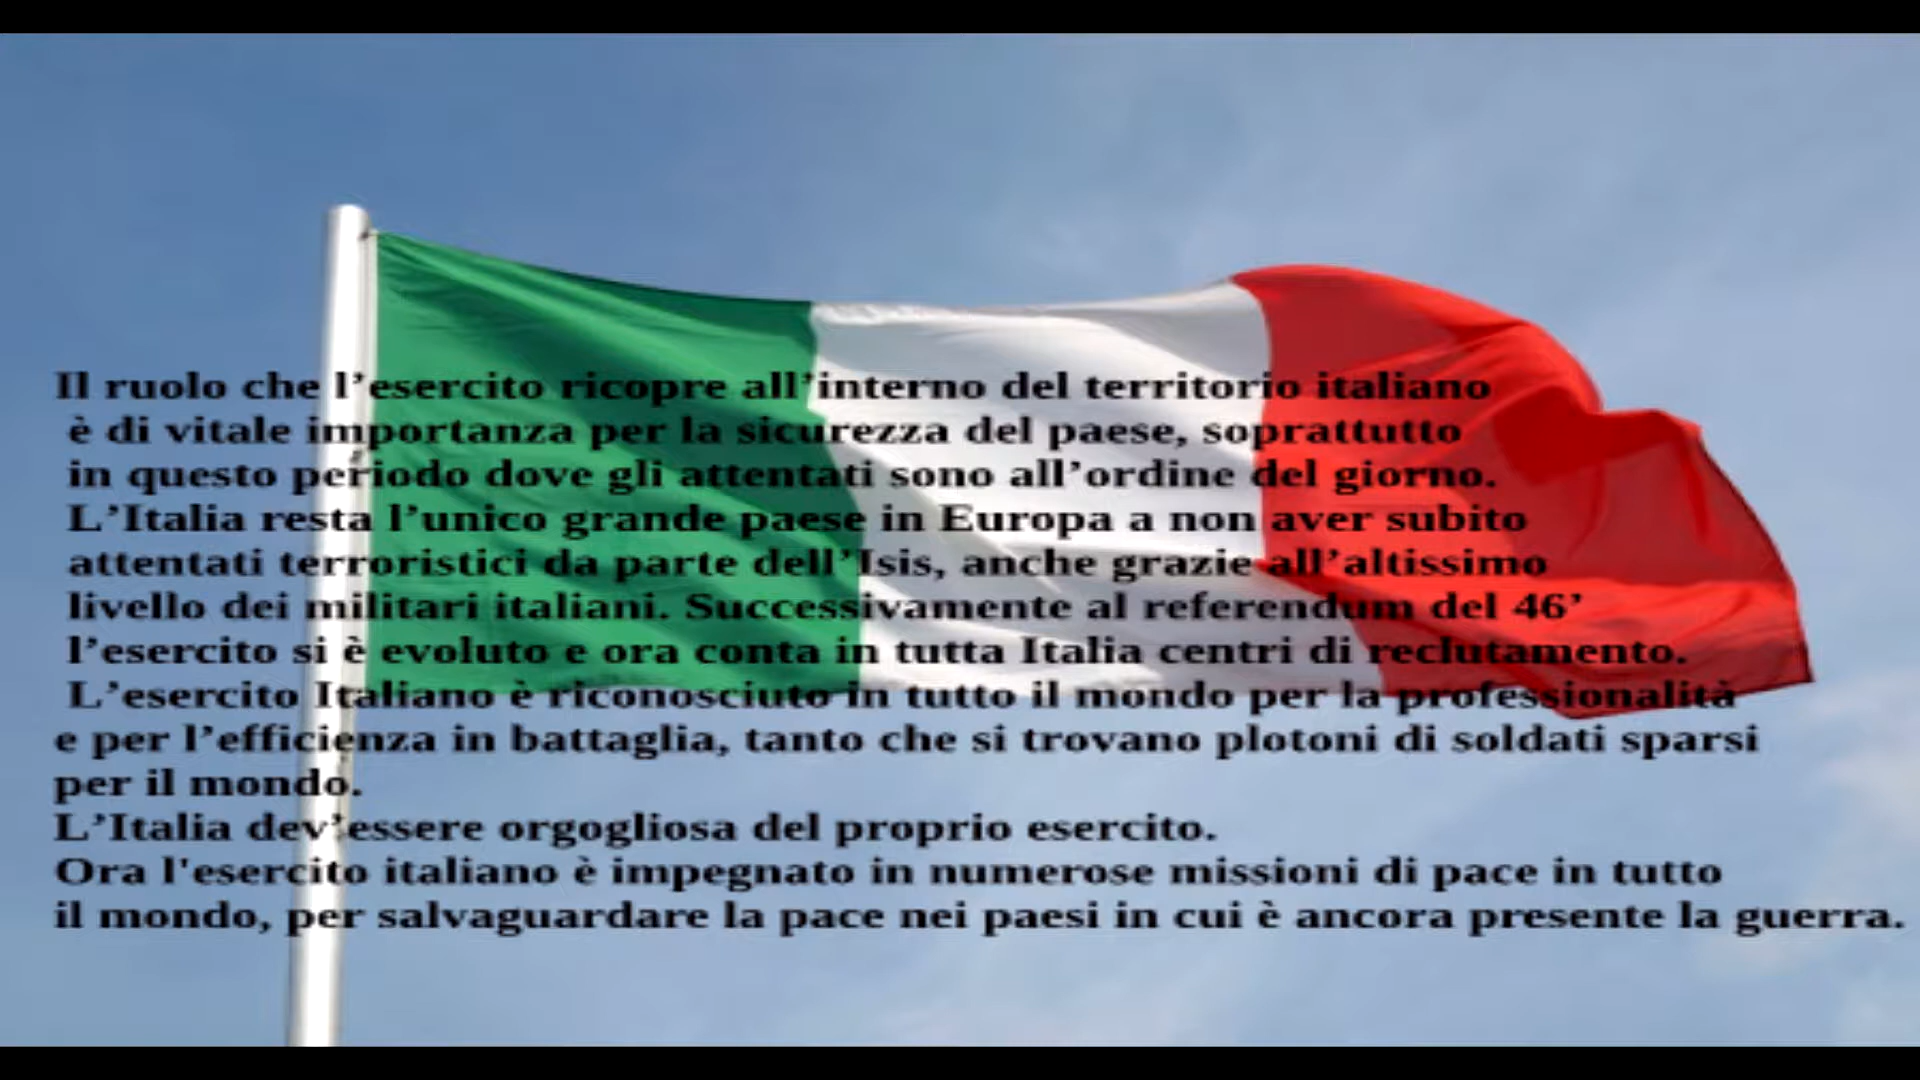 Il ruolo che l’esercito ricopre all’interno del territorio italiano
è di vitale importanza per la sicurezza del paese, soprattutto
in questo periodo dove gli attentati sono all’ordine del giorno.
L’Italia resta l’unico grande paese in Europa a non aver subito
attentati terroristici da parte dell’Isis, anche grazie all’altissimo
livello dei militari italiani. Successivamente al referendum del 46’
l’esercito si è evoluto e ora conta in tutta Italia centri di reclutamento.
L’esercito Italiano è riconosciuto in tutto il mondo per la professionalità
e per l’efficienza in battaglia, tanto che si trovano plotoni di soldati sparsi
per il mondo.
L’Italia dev’essere orgogliosa del proprio esercito.
Ora l'esercito italiano è impegnato in numerose missioni di pace in tutto
il mondo, per salvaguardare la pace nei paesi in cui è ancora presente la guerra.